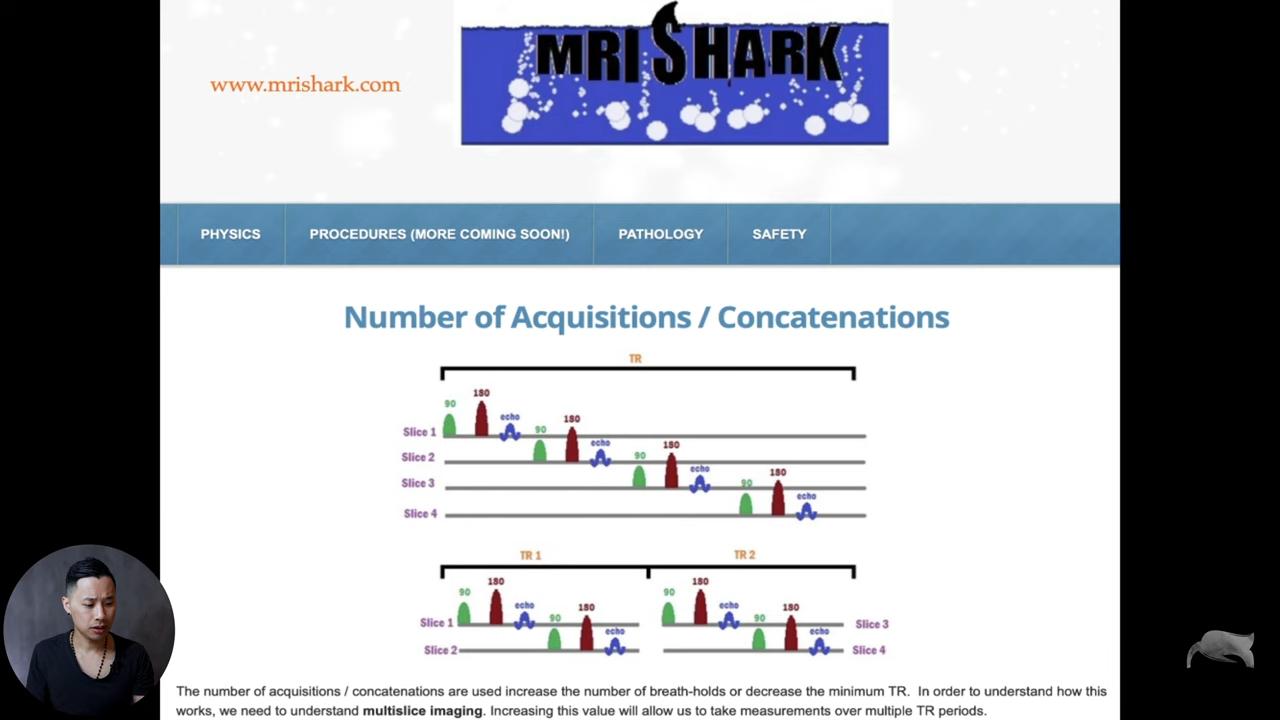 www.mrishark.com
MRI SHARK
PHYSICS
PROCEDURES (MORE COMING SOON!)
PATHOLOGY
SAFETY
Number of Acquisitions / Concatenations
TR
90 180 echo
Slice 1
90 180 echo
Slice 2
90 180 echo
Slice 3
90 180 echo
Slice 4
TR 1 TR 2
90 180 echo 90 180 echo
Slice 1 Slice 3
90 180 echo 90 180 echo
Slice 2 Slice 4
The number of acquisitions / concatenations are used increase the number of breath-holds or decrease the minimum TR. In order to understand how this
works, we need to understand multislice imaging. Increasing this value will allow us to take measurements over multiple TR periods.